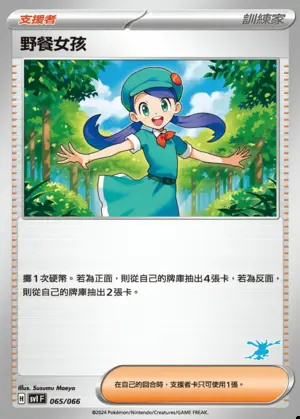 支援者
訓練家
野餐女孩
擲1次硬幣。若為正面，則從自己的牌庫抽出4張卡，若為反面，
則從自己的牌庫抽出2張卡。
Illus. Susumu Maeya
H svI F 065/066
在自己的回合時，支援者卡只可使用1張。
©2024 Pokémon/Nintendo/Creatures/GAME FREAK.